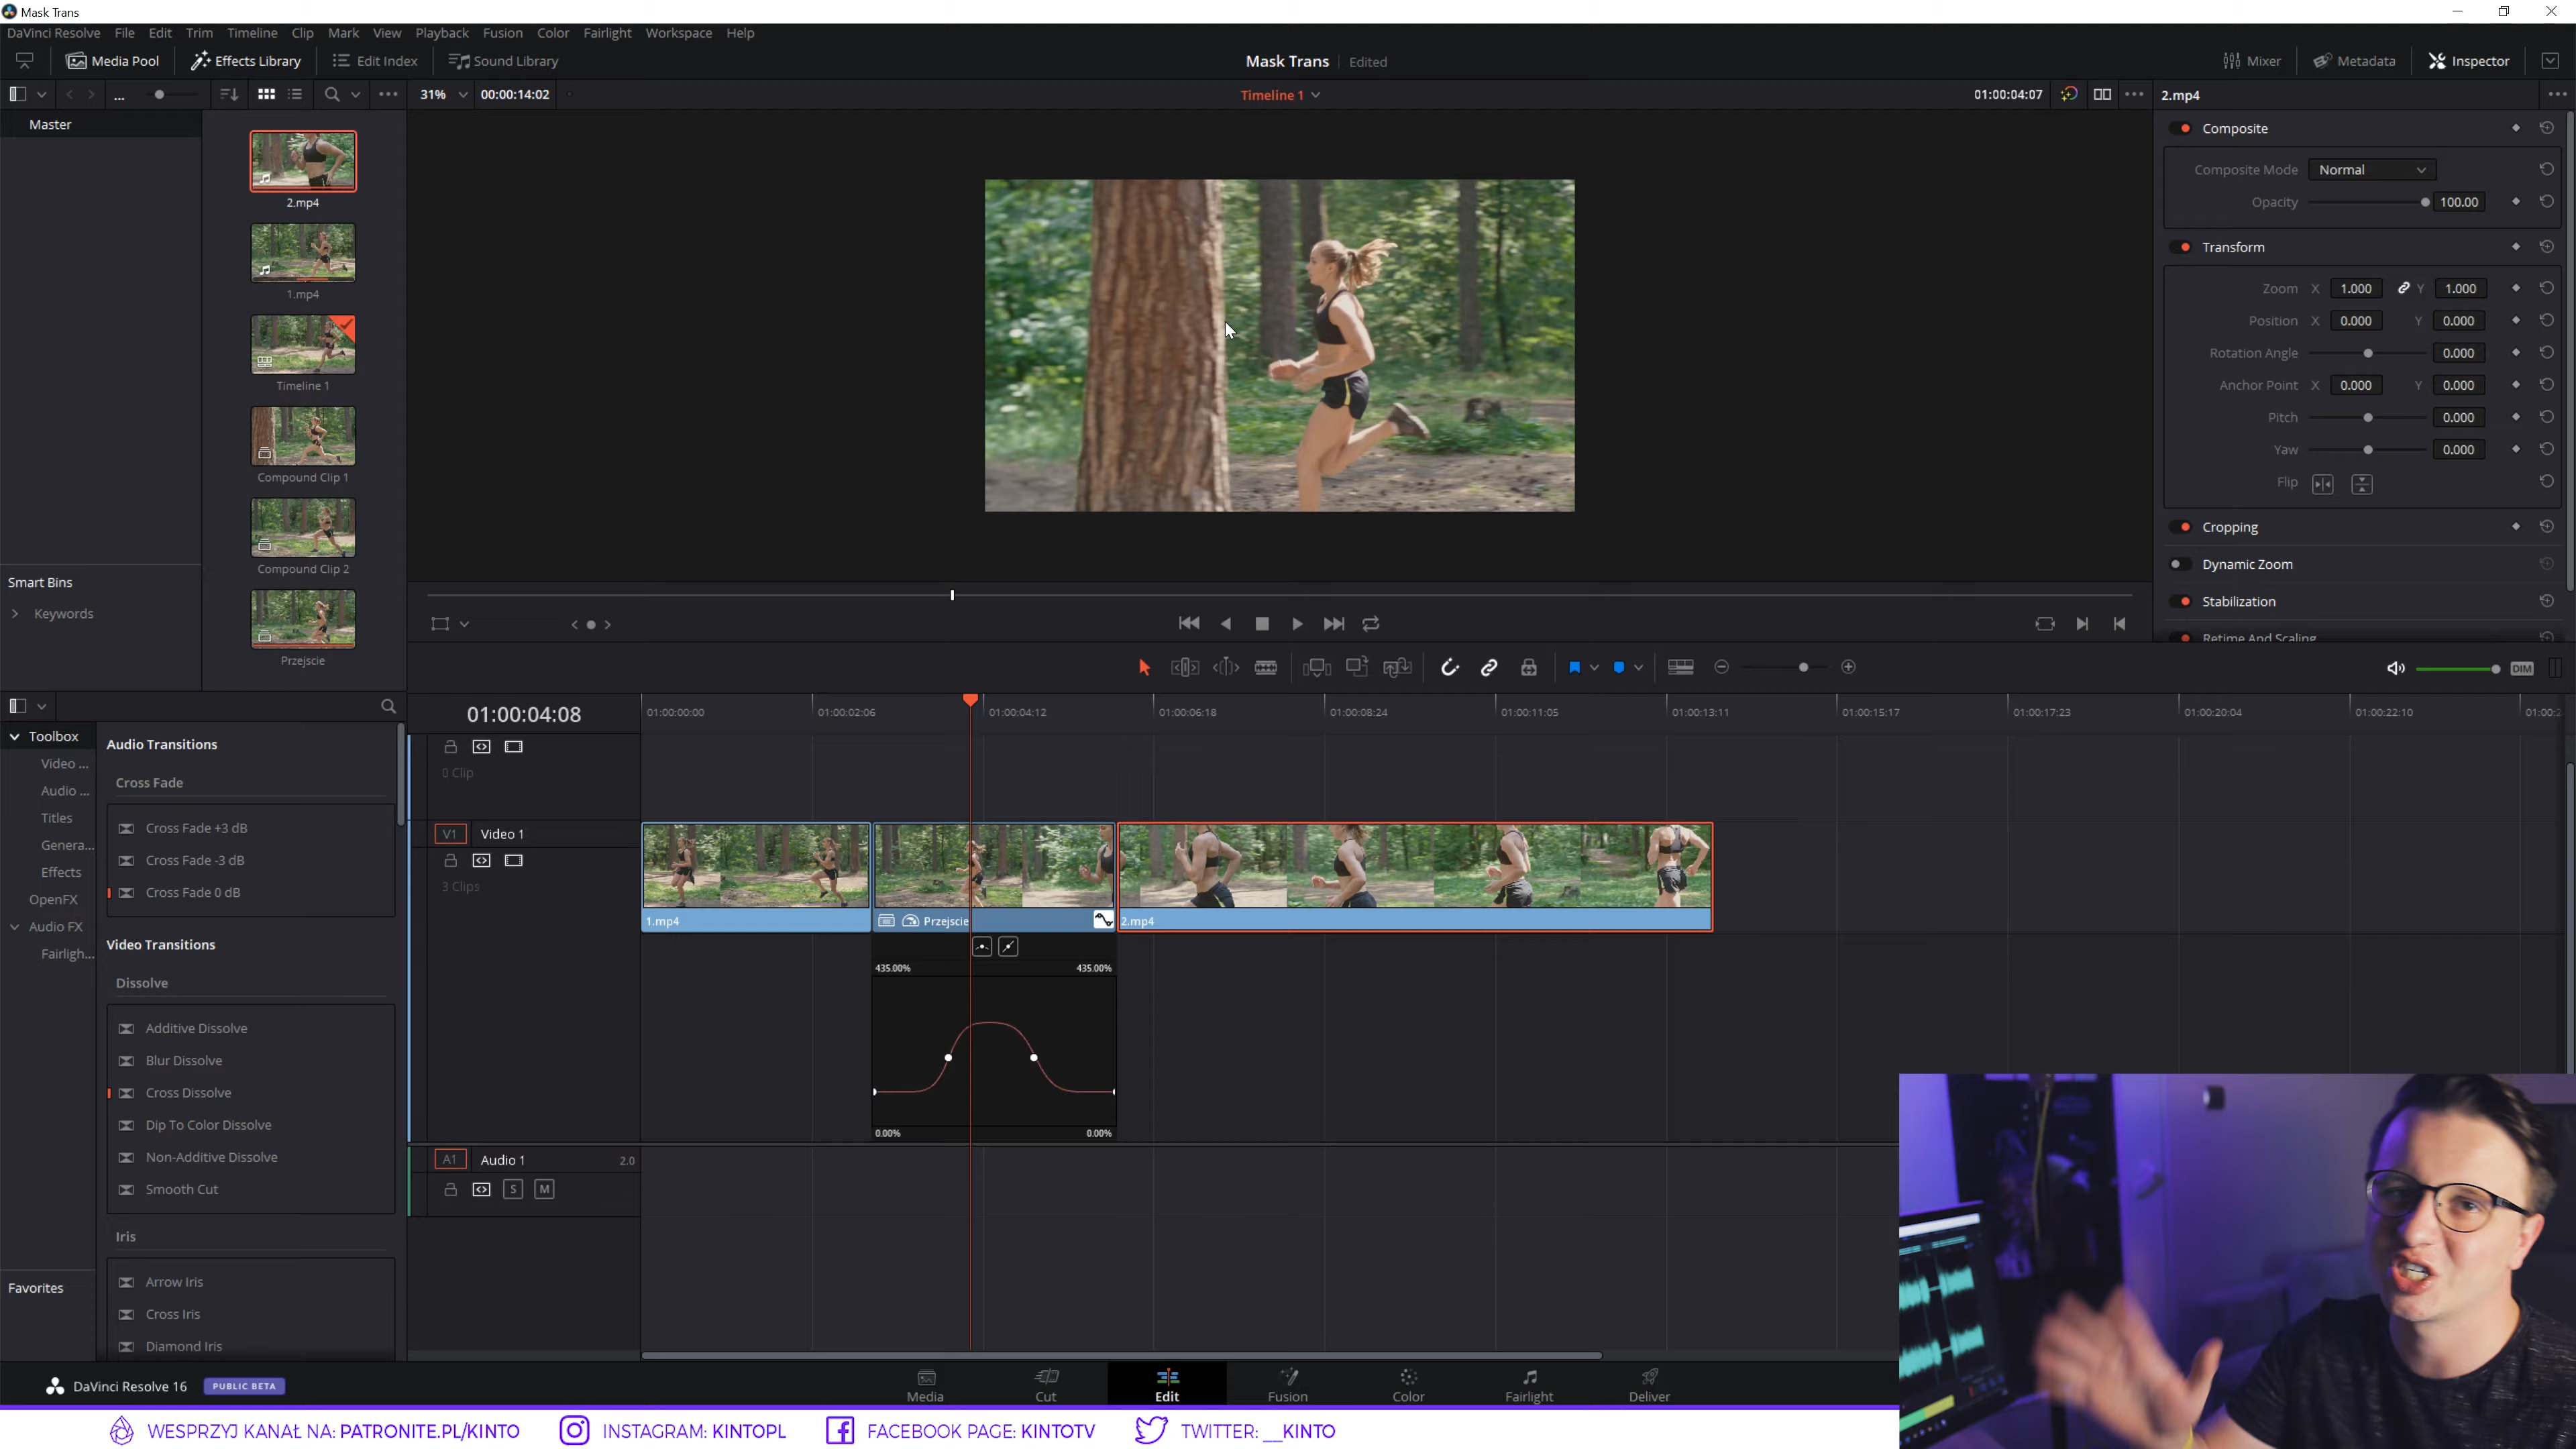 Mask Trans
DaVinci Resolve File Edit Trim Timeline Clip Mark View Playback Fusion Color Fairlight Workspace Help
Media Pool Effects Library Edit Index Sound Library
Mask Trans Edited
Mixer Metadata Inspector
31% 00:00:14:02
Timeline 1
01:00:04:07
2.mp4
Master
2.mp4
1.mp4
Timeline 1
Compound Clip 1
Compound Clip 2
Przejscie
Smart Bins
Keywords
Composite
Composite Mode Normal
Opacity 100.00
Transform
Zoom X 1.000 Y 1.000
Position X 0.000 Y 0.000
Rotation Angle 0.000
Anchor Point X 0.000 Y 0.000
Pitch 0.000
Yaw 0.000
Flip
Cropping
Dynamic Zoom
Stabilization
Retime And Scaling
DIM
Toolbox
Video ...
Audio ...
Titles
Genera...
Effects
OpenFX
Audio FX
Fairligh...
Favorites
Audio Transitions
Cross Fade
Cross Fade +3 dB
Cross Fade -3 dB
Cross Fade 0 dB
Video Transitions
Dissolve
Additive Dissolve
Blur Dissolve
Cross Dissolve
Dip To Color Dissolve
Non-Additive Dissolve
Smooth Cut
Iris
Arrow Iris
Cross Iris
Diamond Iris
01:00:04:08
01:00:00:00 01:00:02:06 01:00:04:12 01:00:06:18 01:00:08:24 01:00:11:05 01:00:13:11 01:00:15:17 01:00:17:23 01:00:20:04 01:00:22:10 01:00:2
0 Clip
V1 Video 1
3 Clips
1.mp4 Przejscie 2.mp4
435.00% 435.00%
0.00% 0.00%
A1 Audio 1 2.0
S M
DaVinci Resolve 16 PUBLIC BETA
Media Cut Edit Fusion Color Fairlight Deliver
WESPRZYJ KANAŁ NA: PATRONITE.PL/KINTO INSTAGRAM: KINTOPL FACEBOOK PAGE: KINTOTV TWITTER: __KINTO